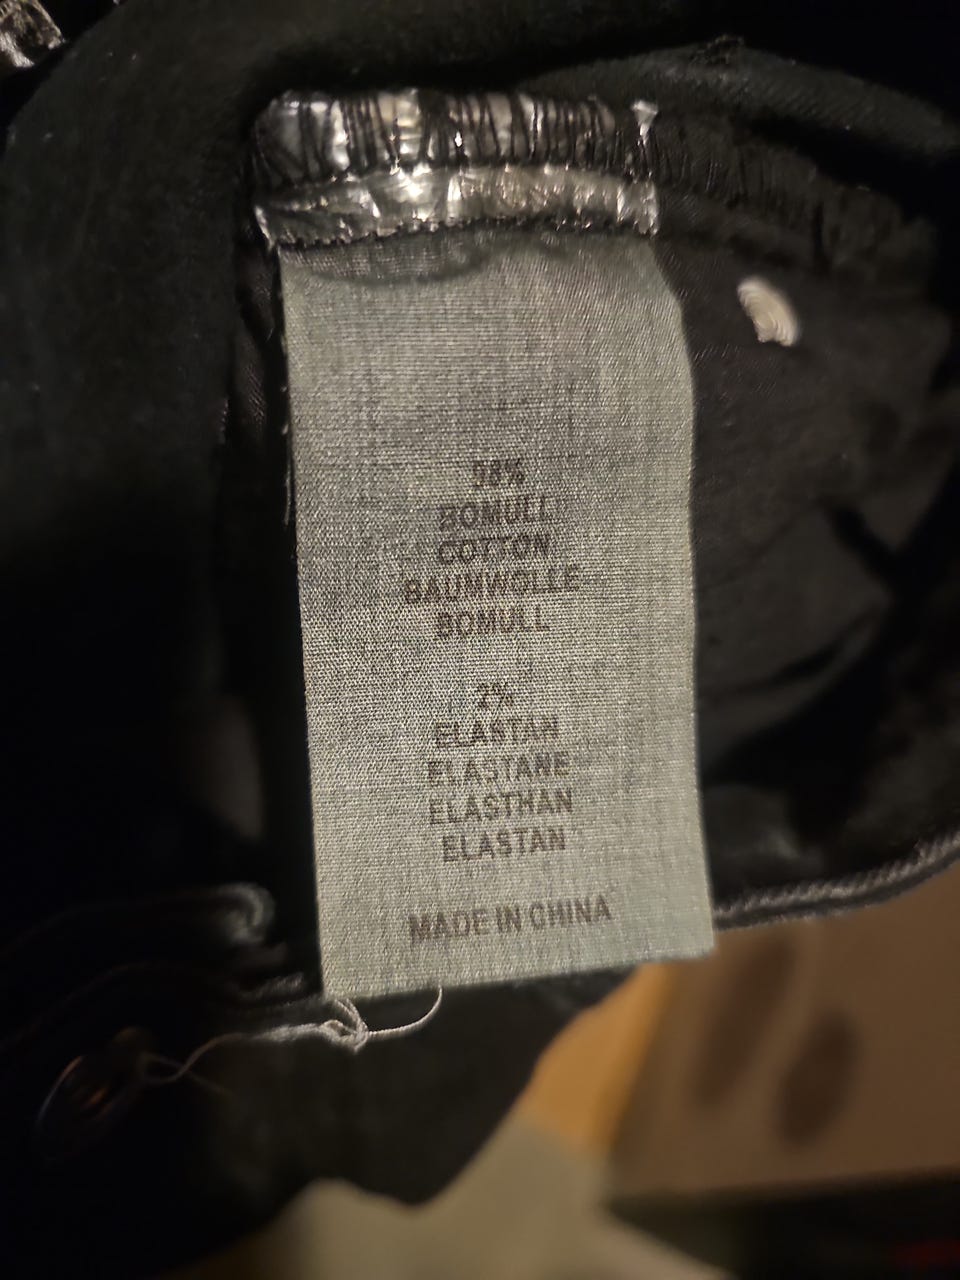 98%
BOMULL
COTTON
BAUMWOLLE
BOMULL
2%
ELASTAN
ELASTANE
ELASTHAN
ELASTAN
MADE IN CHINA